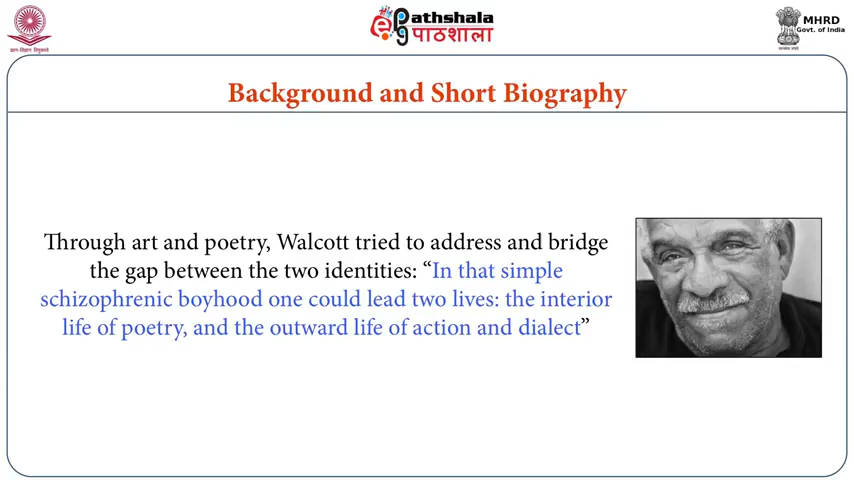 ePGpathshala
पाठशाला
MHRD
Govt. of India
Background and Short Biography
Through art and poetry, Walcott tried to address and bridge
the gap between the two identities: “In that simple
schizophrenic boyhood one could lead two lives: the interior
life of poetry, and the outward life of action and dialect”